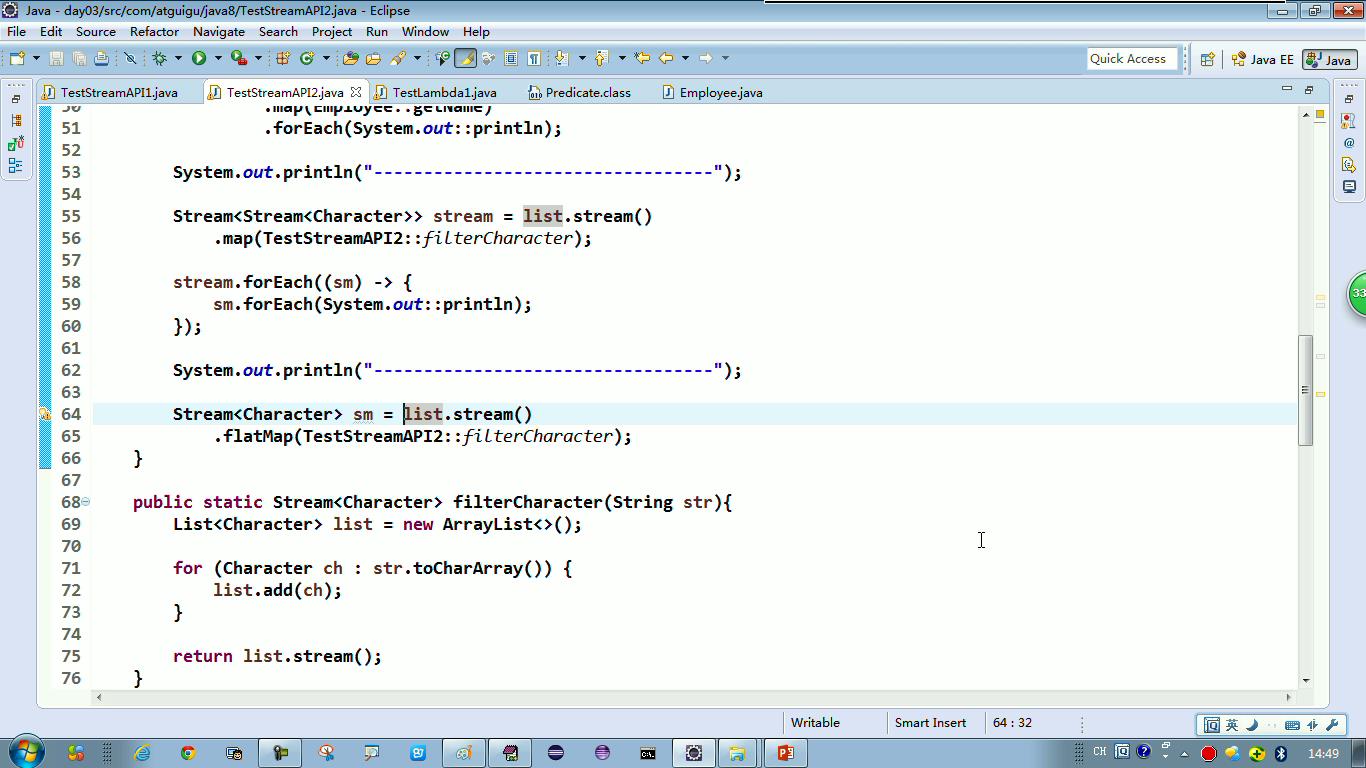 Java - day03/src/com/atguigu/java8/TestStreamAPI2.java - Eclipse
File Edit Source Refactor Navigate Search Project Run Window Help
Quick Access Java EE Java
TestStreamAPI1.java TestStreamAPI2.java TestLambda1.java Predicate.class Employee.java
50 .map(Employee::getName)
51 .forEach(System.out::println);
52
53 System.out.println("----------------------------------");
54
55 Stream<Stream<Character>> stream = list.stream()
56 .map(TestStreamAPI2::filterCharacter);
57
58 stream.forEach((sm) -> {
59 sm.forEach(System.out::println);
60 });
61
62 System.out.println("----------------------------------");
63
64 Stream<Character> sm = list.stream()
65 .flatMap(TestStreamAPI2::filterCharacter);
66 }
67
68 public static Stream<Character> filterCharacter(String str){
69 List<Character> list = new ArrayList<>();
70
71 for (Character ch : str.toCharArray()) {
72 list.add(ch);
73 }
74
75 return list.stream();
76 }
33
Writable Smart Insert 64 : 32
英
CH 14:49